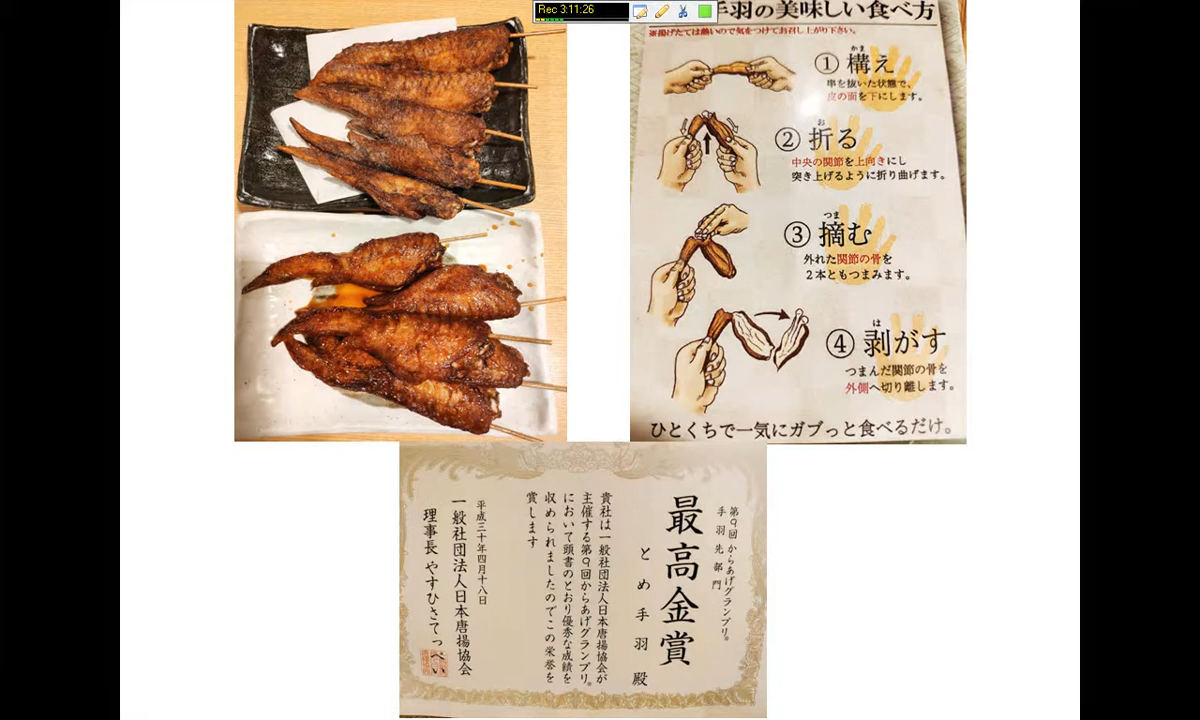 Rec 3:11:26
手羽の美味しい食べ方
※揚げたては熱いので気をつけてお召し上がり下さい。
① 構え
かま
串を抜いた状態で、
皮の面を下にします。
② 折る
お
中央の関節を上向きにし
突き上げるように折り曲げます。
③ 摘む
つま
外れた関節の骨を
2本ともつまみます。
④ 剥がす
は
つまんだ関節の骨を
外側へ切り離します。
ひとくちで一気にガブっと食べるだけ。
第9回 からあげグランプリ®
手羽先部門
最高金賞
とめ手羽 殿
貴社は一般社団法人日本唐揚協会が
主催する第9回からあげグランプリ®
において頭書のとおり優秀な成績を
収められましたのでこの栄誉を
賞します
平成三十年四月十八日
一般社団法人日本唐揚協会
理事長 やすひさてっぺい